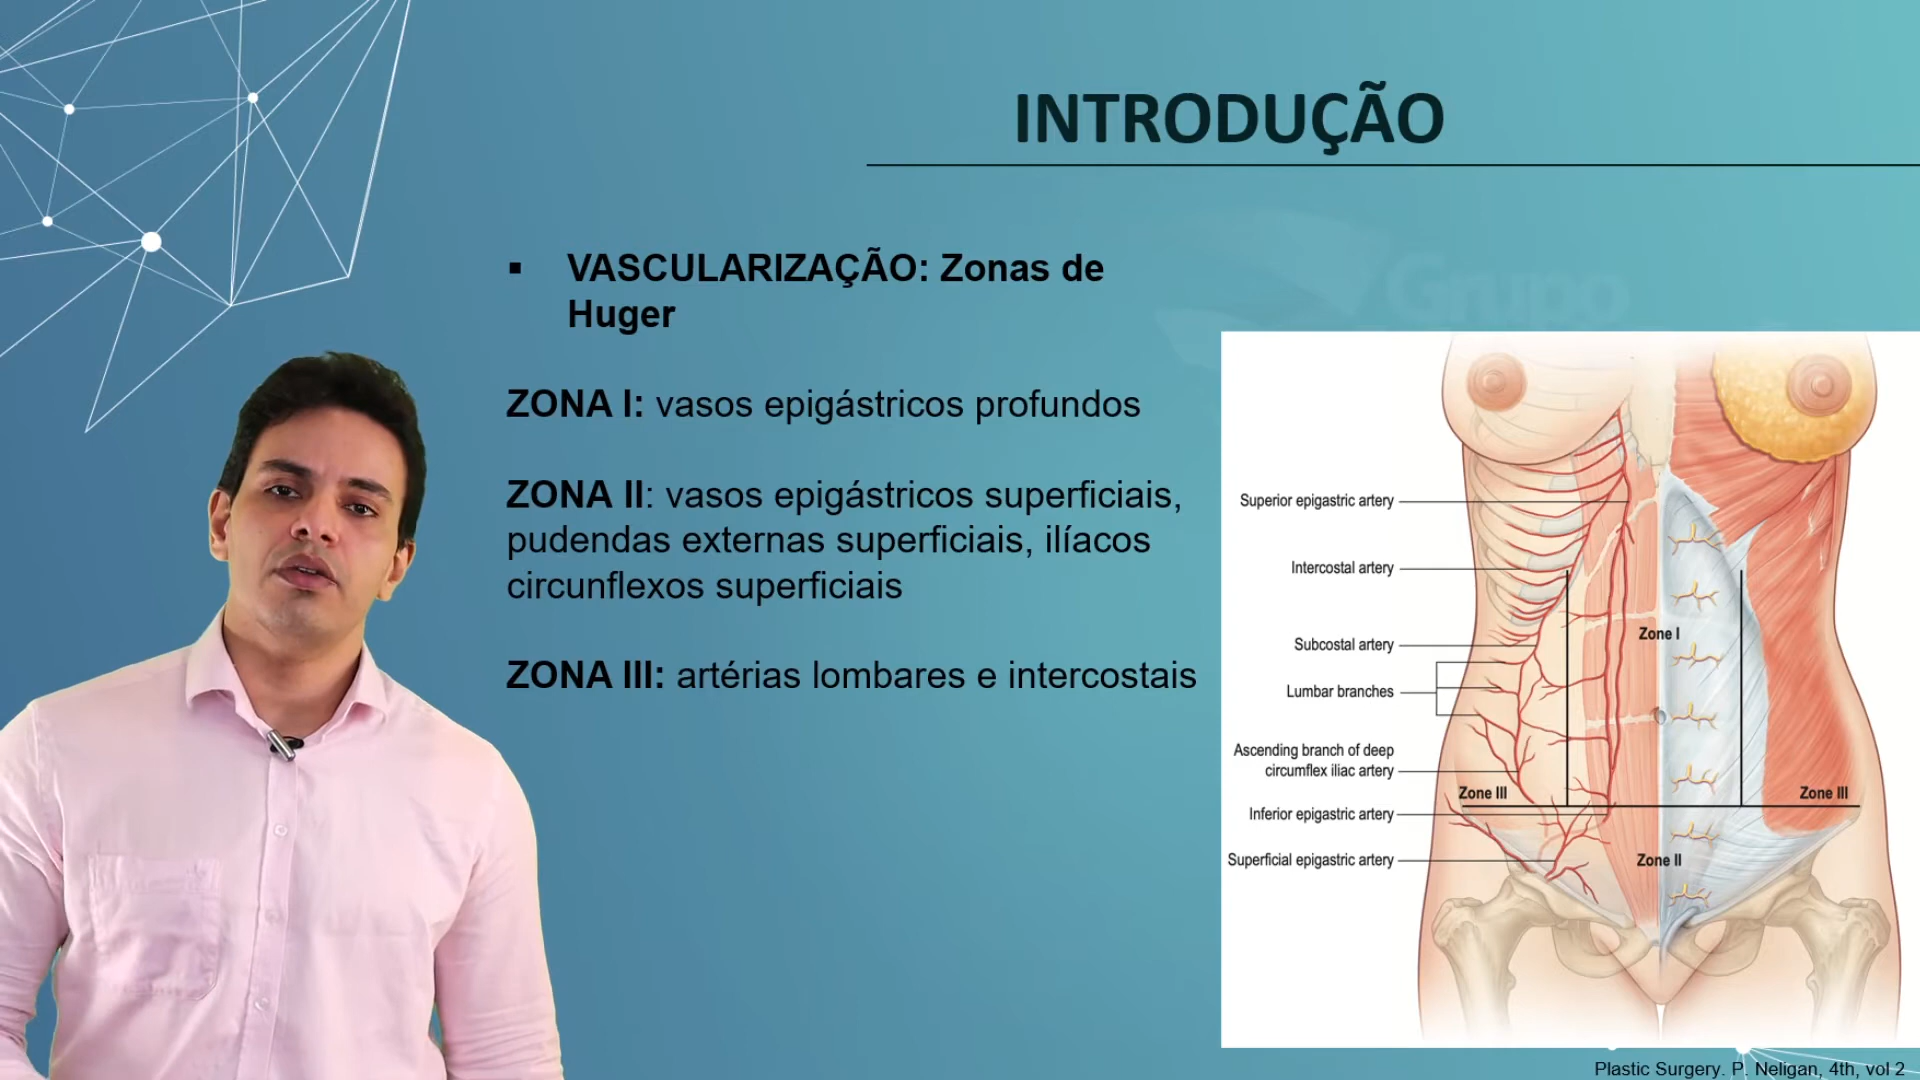 INTRODUÇÃO
▪ VASCULARIZAÇÃO: Zonas de
Huger
Grupo
ZONA I: vasos epigástricos profundos
ZONA II: vasos epigástricos superficiais,
pudendas externas superficiais, ilíacos
circunflexos superficiais
ZONA III: artérias lombares e intercostais
Superior epigastric artery
Intercostal artery
Subcostal artery
Lumbar branches
Ascending branch of deep
circumflex iliac artery
Inferior epigastric artery
Superficial epigastric artery
Zone I
Zone III
Zone III
Zone II
Plastic Surgery. P. Neligan, 4th, vol 2